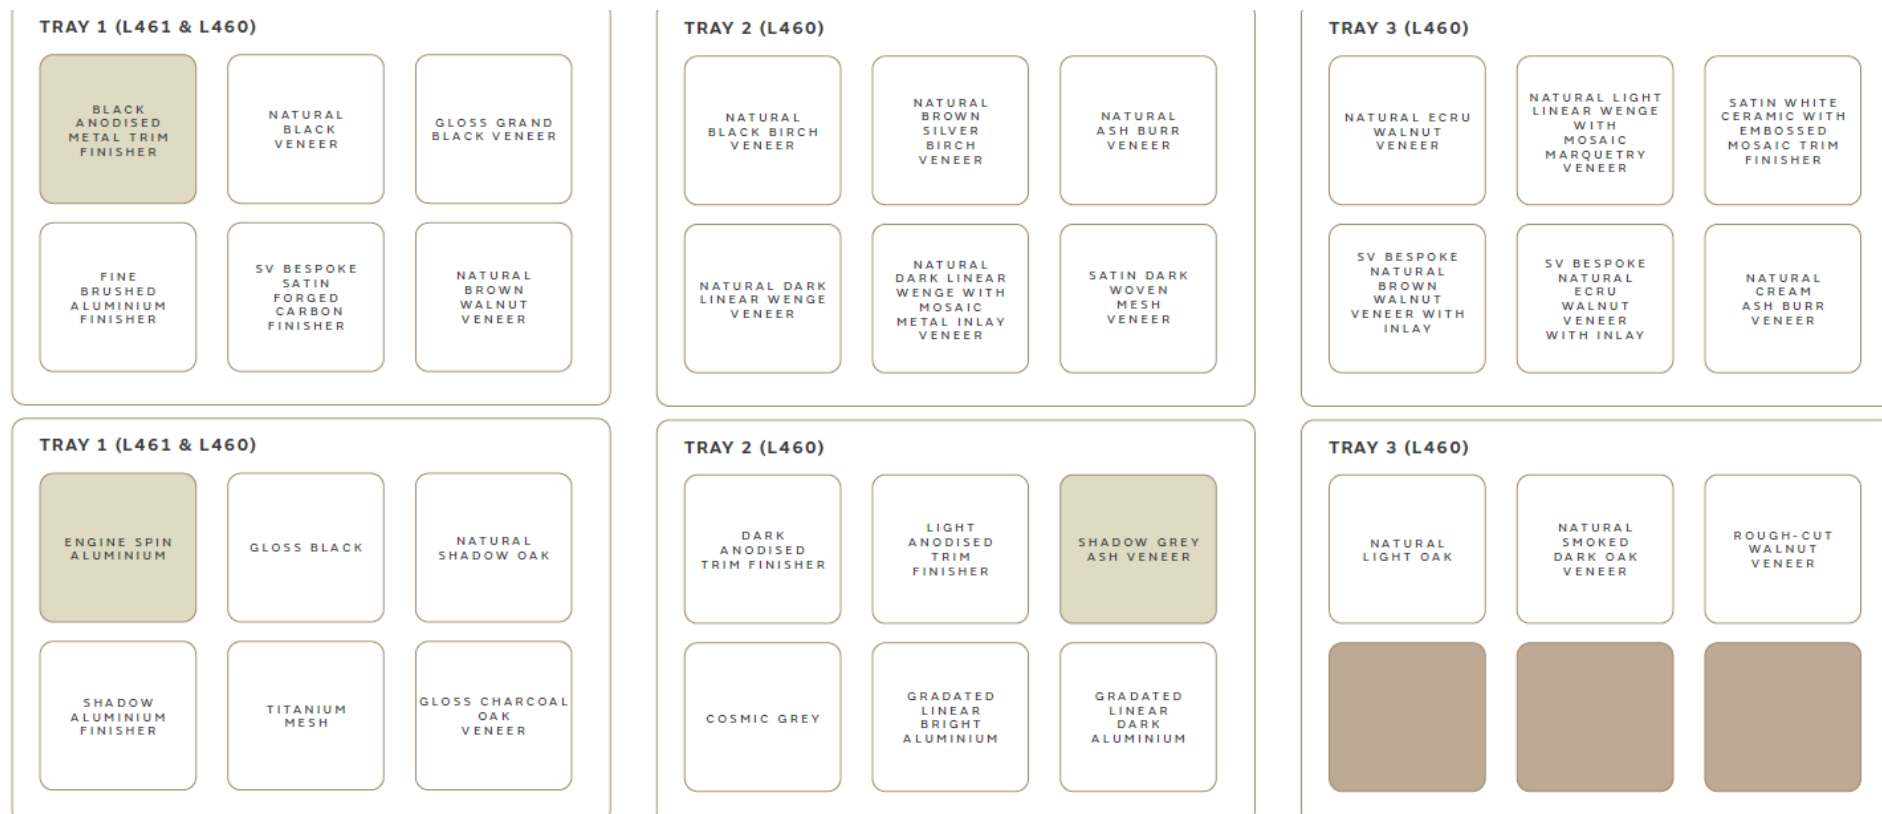 TRAY 1 (L461 & L460)
BLACK
ANODISED
METAL TRIM
FINISHER
NATURAL
BLACK
VENEER
GLOSS GRAND
BLACK VENEER
FINE
BRUSHED
ALUMINIUM
FINISHER
SV BESPOKE
SATIN
FORGED
CARBON
FINISHER
NATURAL
BROWN
WALNUT
VENEER
TRAY 2 (L460)
NATURAL
BLACK BIRCH
VENEER
NATURAL
BROWN
SILVER
BIRCH
VENEER
NATURAL
ASH BURR
VENEER
NATURAL DARK
LINEAR WENGE
VENEER
NATURAL
DARK LINEAR
WENGE WITH
MOSAIC
METAL INLAY
VENEER
SATIN DARK
WOVEN
MESH
VENEER
TRAY 3 (L460)
NATURAL ECRU
WALNUT
VENEER
NATURAL LIGHT
LINEAR WENGE
WITH
MOSAIC
MARQUETRY
VENEER
SATIN WHITE
CERAMIC WITH
EMBOSSED
MOSAIC TRIM
FINISHER
SV BESPOKE
NATURAL
BROWN
WALNUT
VENEER WITH
INLAY
SV BESPOKE
NATURAL
ECRU
WALNUT
VENEER
WITH INLAY
NATURAL
CREAM
ASH BURR
VENEER
TRAY 1 (L461 & L460)
ENGINE SPIN
ALUMINIUM
GLOSS BLACK
NATURAL
SHADOW OAK
SHADOW
ALUMINIUM
FINISHER
TITANIUM
MESH
GLOSS CHARCOAL
OAK
VENEER
TRAY 2 (L460)
DARK
ANODISED
TRIM FINISHER
LIGHT
ANODISED
TRIM
FINISHER
SHADOW GREY
ASH VENEER
COSMIC GREY
GRADATED
LINEAR
BRIGHT
ALUMINIUM
GRADATED
LINEAR
DARK
ALUMINIUM
TRAY 3 (L460)
NATURAL
LIGHT OAK
NATURAL
SMOKED
DARK OAK
VENEER
ROUGH-CUT
WALNUT
VENEER